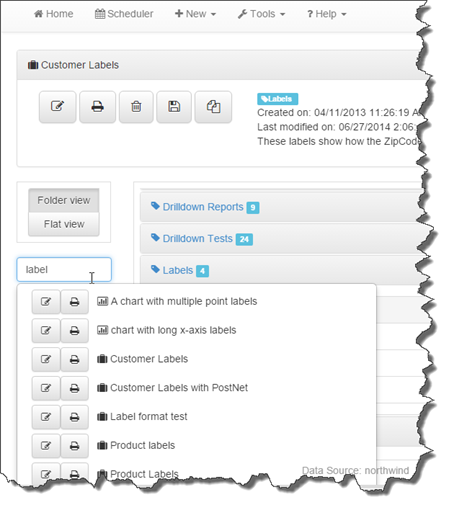 Home Scheduler New Tools ? Help
Customer Labels
Labels
Created on: 04/11/2013 11:26:19
Last modified on: 06/27/2014 2:06:
These labels show how the ZipCod
Folder view
Flat view
Drilldown Reports 9
Drilldown Tests 24
Labels 4
label
A chart with multiple point labels
chart with long x-axis labels
Customer Labels
Customer Labels with PostNet
Label format test
Product labels
Product Labels
Data Source: northwind